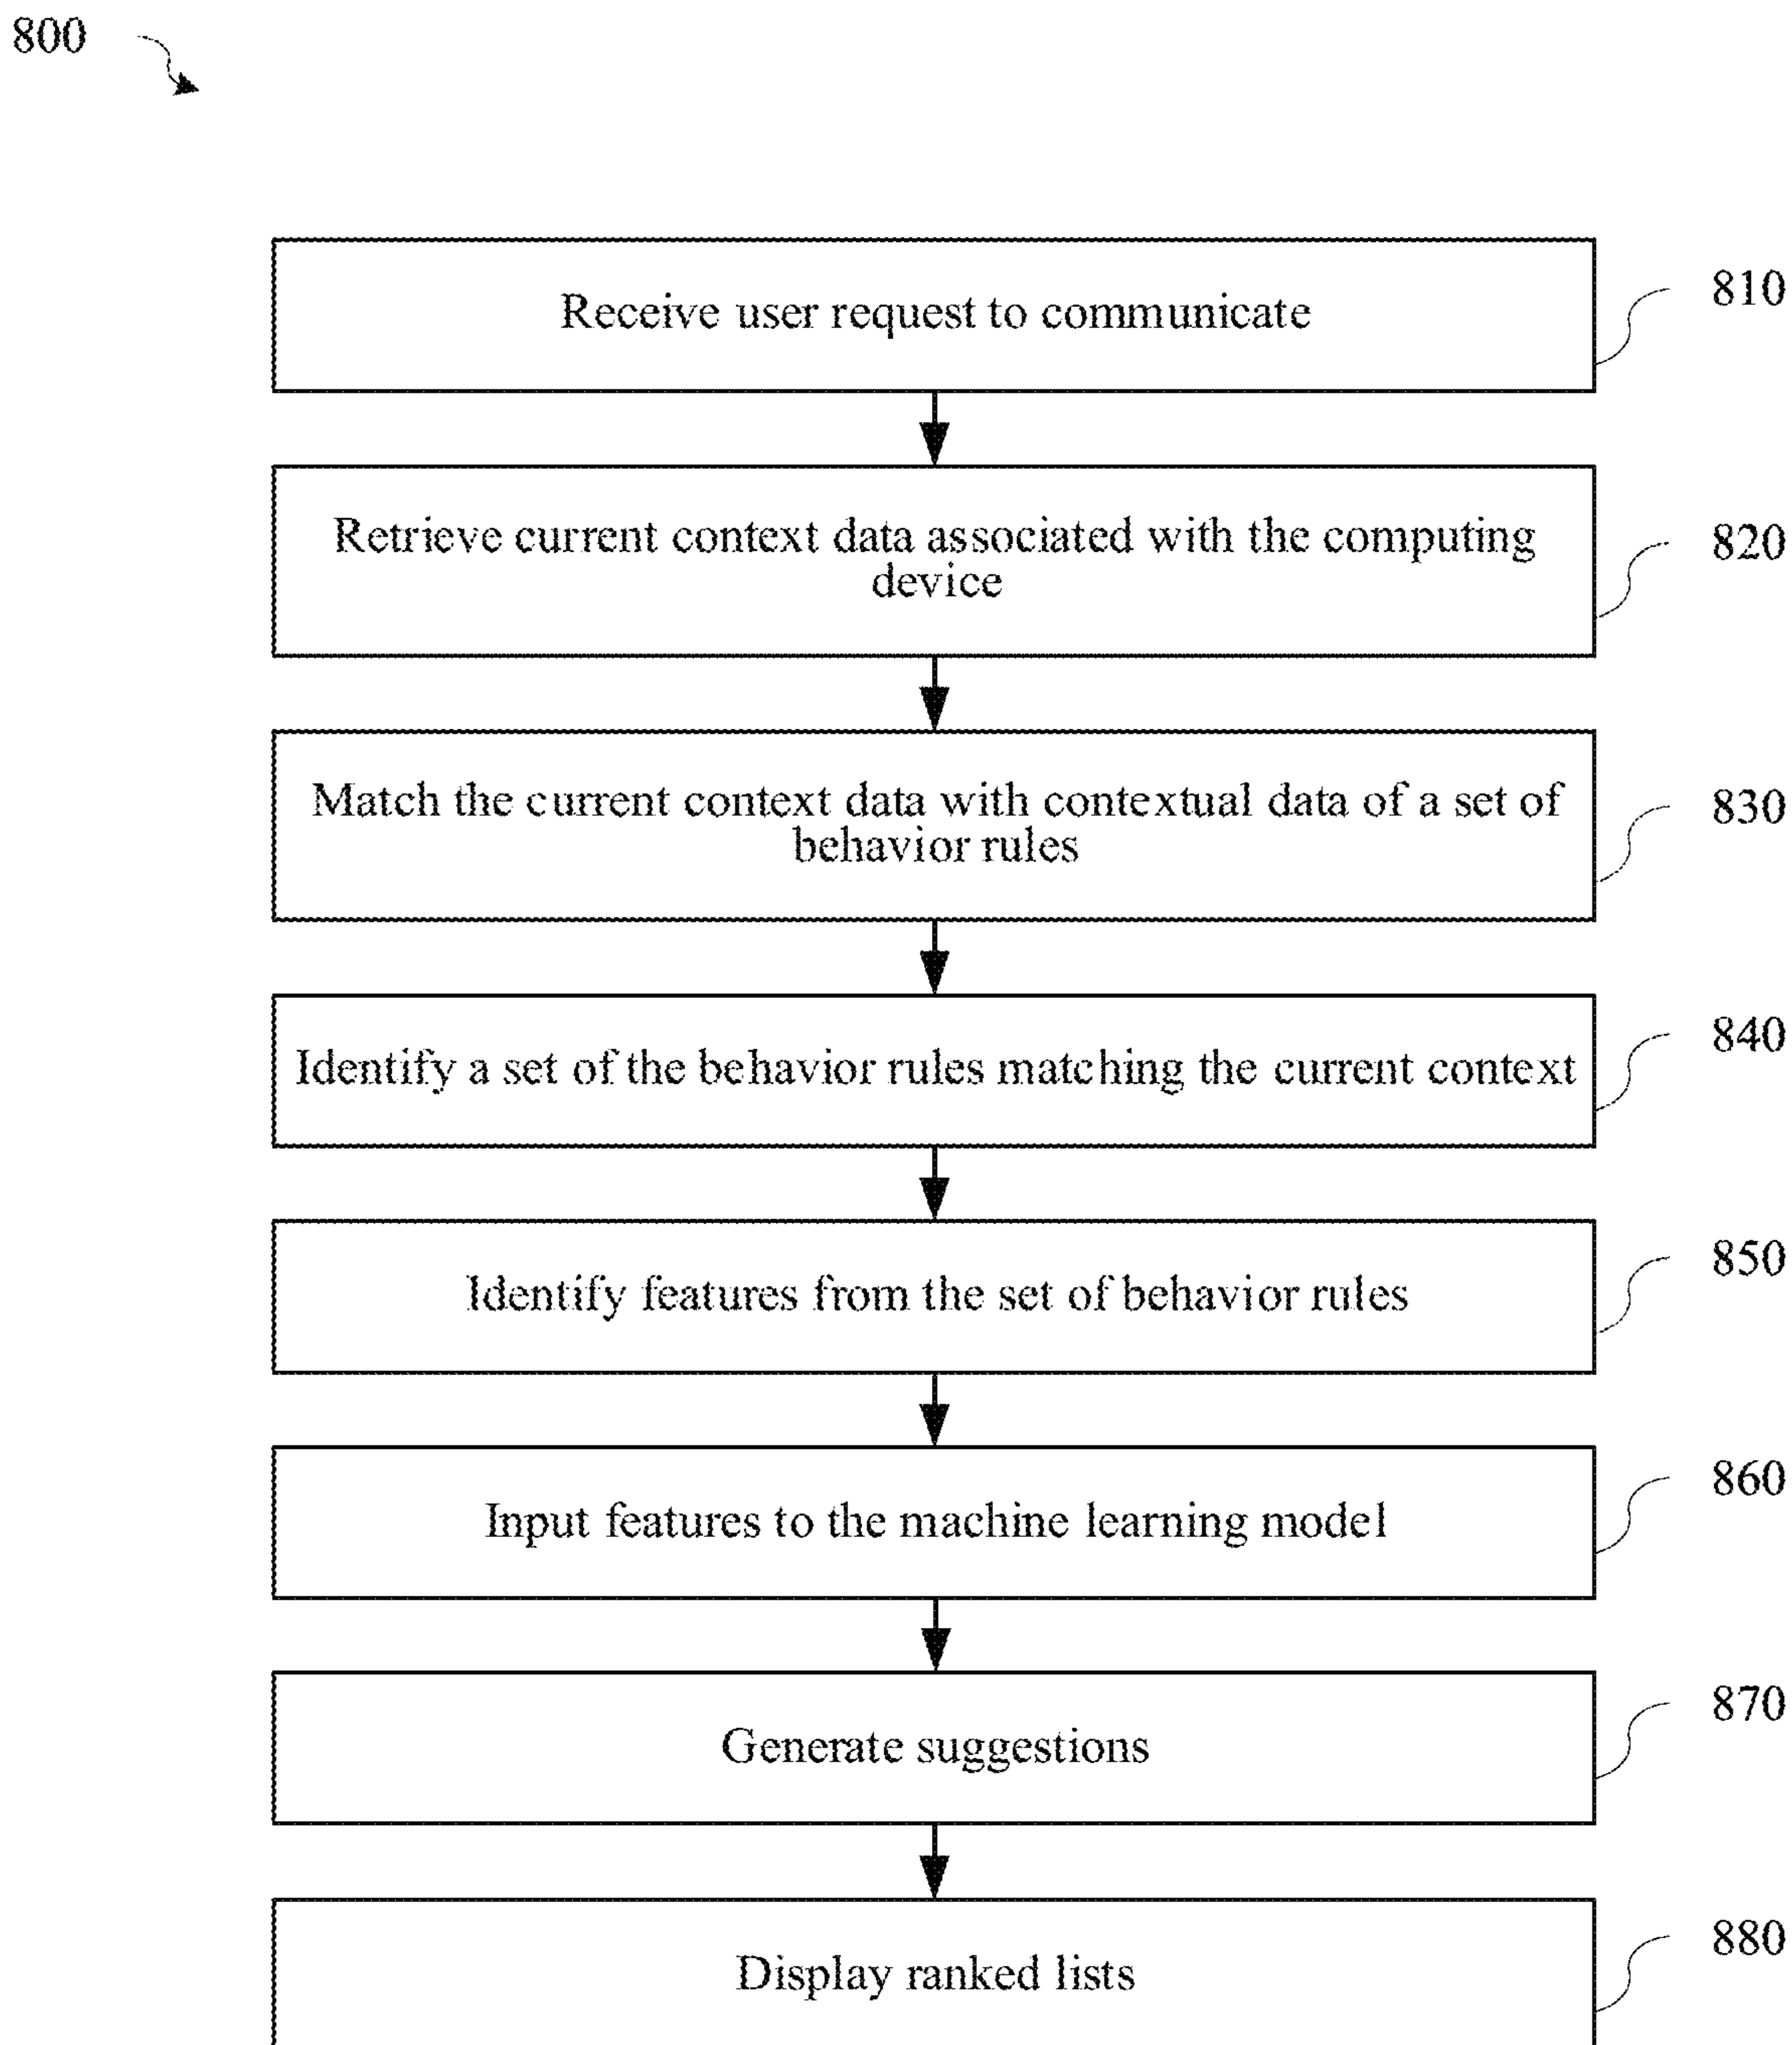 800
Receive user request to communicate
810
Retrieve current context data associated with the computing
device
820
Match the current context data with contextual data of a set of
behavior rules
830
Identify a set of the behavior rules matching the current context
840
Identify features from the set of behavior rules
850
Input features to the machine learning model
860
Generate suggestions
870
Display ranked lists
880